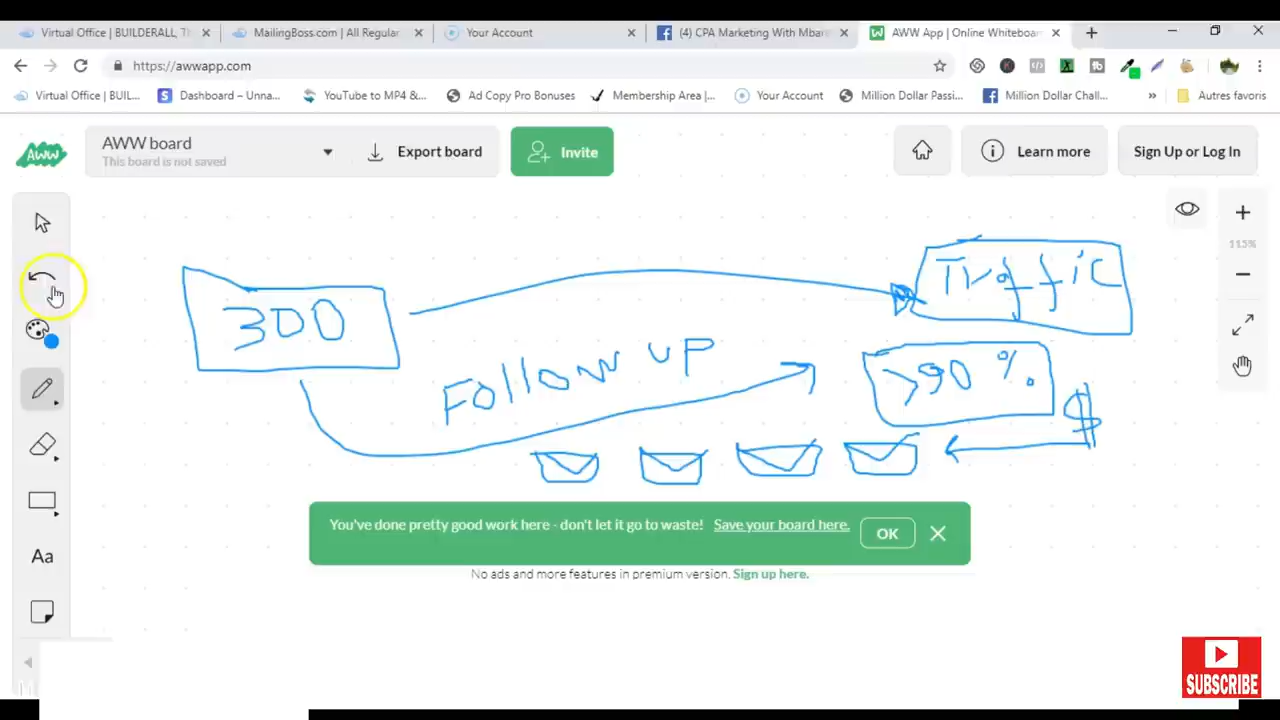 Virtual Office | BUILDERALL, Th
MailingBoss.com | All Regular
Your Account
(4) CPA Marketing With Mbar
AWW App | Online Whiteboar
https://awwapp.com
Virtual Office | BUIL...
Dashboard – Unna...
YouTube to MP4 &...
Ad Copy Pro Bonuses
Membership Area |...
Your Account
Million Dollar Passi...
Million Dollar Chall...
»
Autres favoris
AWW
AWW board
This board is not saved
Export board
Invite
Learn more
Sign Up or Log In
115%
Traffic
300
Follow up
>90 %.
$
You've done pretty good work here - don't let it go to waste! Save your board here.
OK
No ads and more features in premium version. Sign up here.
Aa
SUBSCRIBE